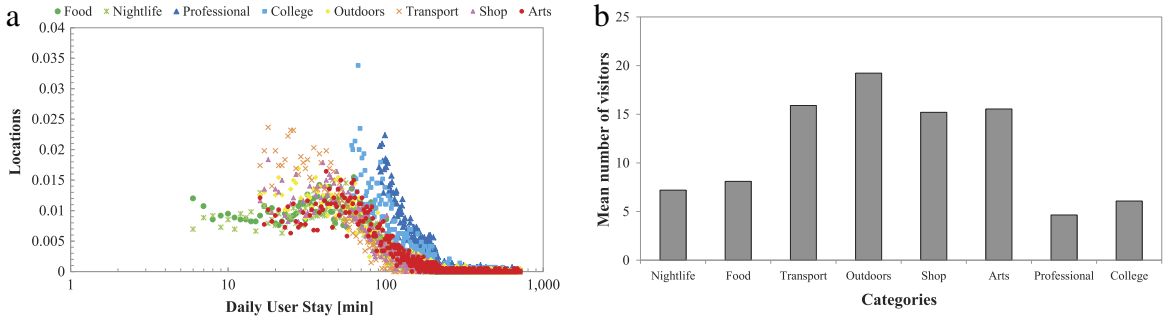 a
Food Nightlife Professional College Outdoors Transport Shop Arts
0.04
0.035
0.03
0.025
0.02
0.015
0.01
0.005
0
Locations
1 10 100 1,000
Daily User Stay [min]
b
25
20
15
10
5
0
Mean number of visitors
Nightlife Food Transport Outdoors Shop Arts Professional College
Categories